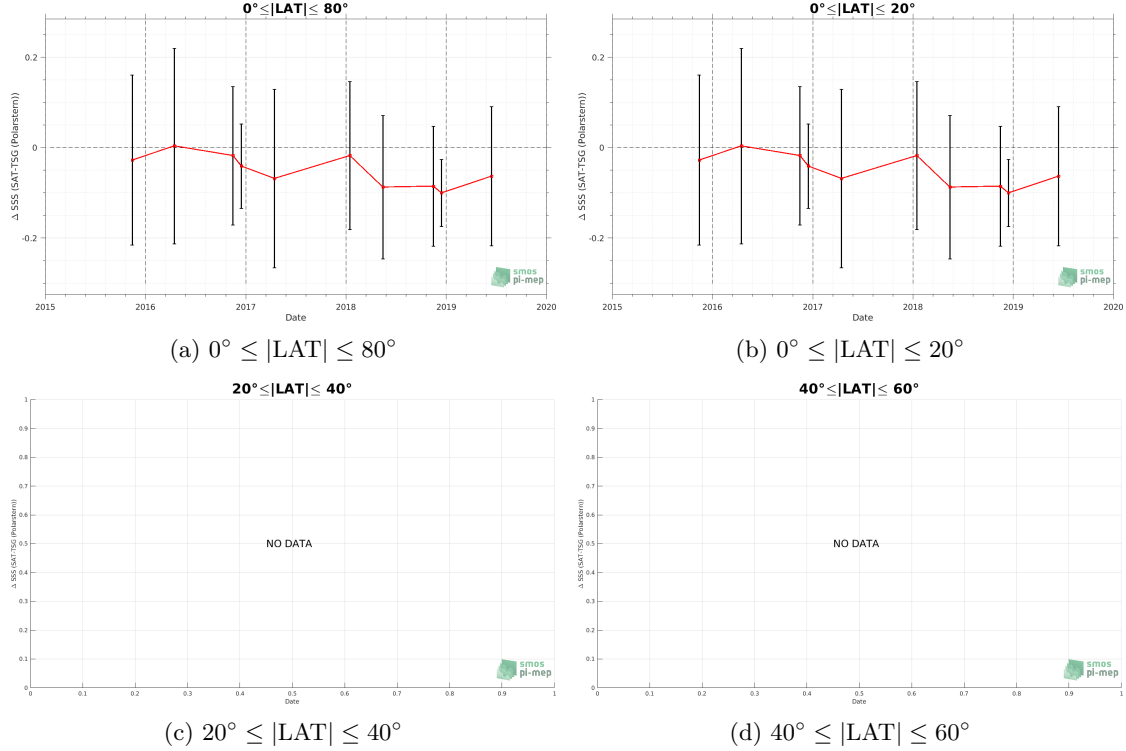 0°≤|LAT|≤ 80°
Δ SSS (SAT-TSG (Polarstern))
0.2
0
-0.2
2015 2016 2017 2018 2019 2020
Date
smos
pi-mep
(a) 0° ≤ |LAT| ≤ 80°
0°≤|LAT|≤ 20°
Δ SSS (SAT-TSG (Polarstern))
0.2
0
-0.2
2015 2016 2017 2018 2019 2020
Date
smos
pi-mep
(b) 0° ≤ |LAT| ≤ 20°
20°≤|LAT|≤ 40°
Δ SSS (SAT-TSG (Polarstern))
1
0.9
0.8
0.7
0.6
0.5
0.4
0.3
0.2
0.1
0
NO DATA
0 0.1 0.2 0.3 0.4 0.5 0.6 0.7 0.8 0.9 1
Date
smos
pi-mep
(c) 20° ≤ |LAT| ≤ 40°
40°≤|LAT|≤ 60°
Δ SSS (SAT-TSG (Polarstern))
1
0.9
0.8
0.7
0.6
0.5
0.4
0.3
0.2
0.1
0
NO DATA
0 0.1 0.2 0.3 0.4 0.5 0.6 0.7 0.8 0.9 1
Date
smos
pi-mep
(d) 40° ≤ |LAT| ≤ 60°